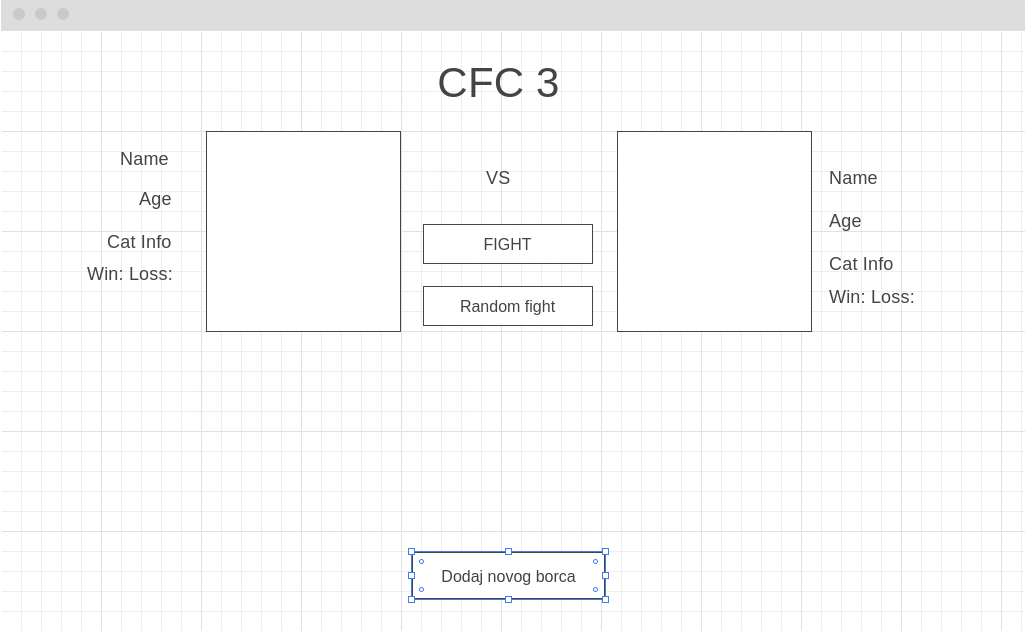 CFC 3
Name
Age
Cat Info
Win: Loss:
VS
FIGHT
Random fight
Name
Age
Cat Info
Win: Loss:
Dodaj novog borca